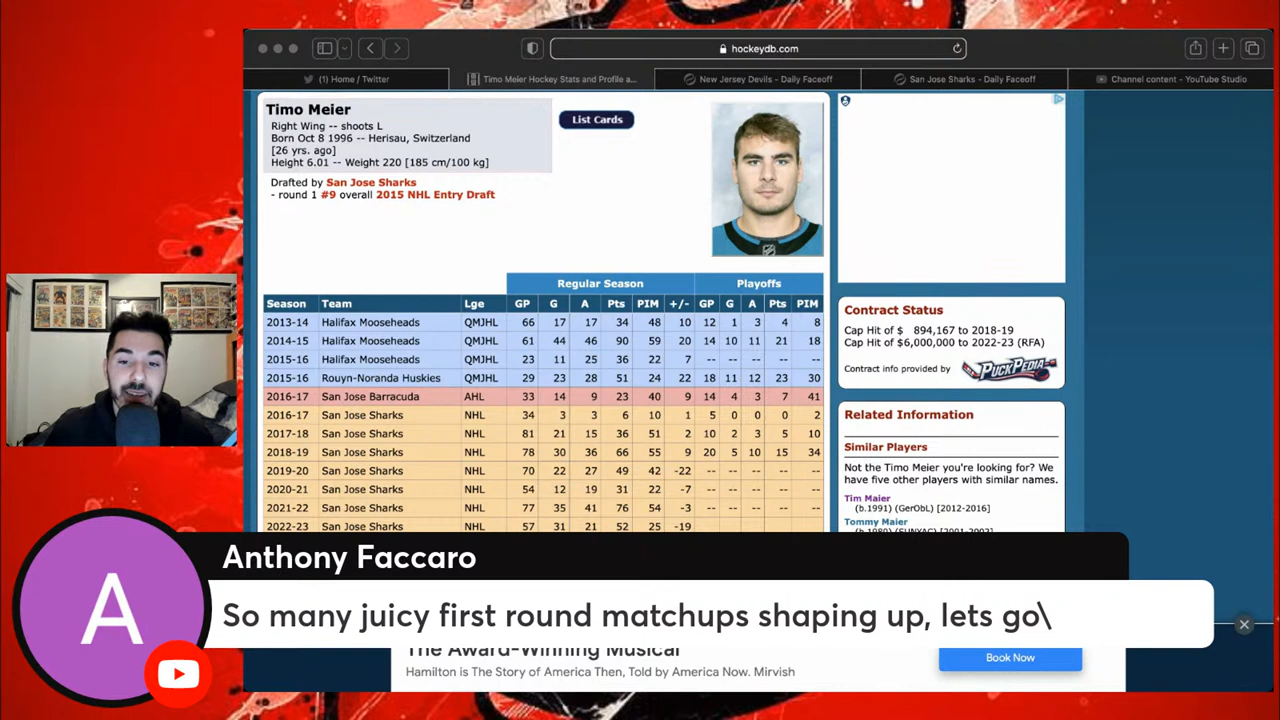 hockeydb.com
(1) Home / Twitter
Timo Meier Hockey Stats and Profile a...
New Jersey Devils - Daily Faceoff
San Jose Sharks - Daily Faceoff
Channel content - YouTube Studio
Timo Meier
Right Wing -- shoots L
Born Oct 8 1996 -- Herisau, Switzerland
[26 yrs. ago]
Height 6.01 -- Weight 220 [185 cm/100 kg]
List Cards
Drafted by San Jose Sharks
- round 1 #9 overall 2015 NHL Entry Draft
Regular Season Playoffs
Season Team Lge GP G A Pts PIM +/- GP G A Pts PIM
2013-14 Halifax Mooseheads QMJHL 66 17 17 34 48 10 12 1 3 4 8
2014-15 Halifax Mooseheads QMJHL 61 44 46 90 59 20 14 10 11 21 18
2015-16 Halifax Mooseheads QMJHL 23 11 25 36 22 7 -- -- -- -- --
2015-16 Rouyn-Noranda Huskies QMJHL 29 23 28 51 24 22 18 11 12 23 30
2016-17 San Jose Barracuda AHL 33 14 9 23 40 9 14 4 3 7 41
2016-17 San Jose Sharks NHL 34 3 3 6 10 1 5 0 0 0 2
2017-18 San Jose Sharks NHL 81 21 15 36 51 2 10 2 3 5 10
2018-19 San Jose Sharks NHL 78 30 36 66 55 9 20 5 10 15 34
2019-20 San Jose Sharks NHL 70 22 27 49 42 -22 -- -- -- -- --
2020-21 San Jose Sharks NHL 54 12 19 31 22 -7 -- -- -- -- --
2021-22 San Jose Sharks NHL 77 35 41 76 54 -3 -- -- -- -- --
2022-23 San Jose Sharks NHL 57 31 21 52 25 -19
Contract Status
Cap Hit of $ 894,167 to 2018-19
Cap Hit of $6,000,000 to 2022-23 (RFA)
Contract info provided by PUCKPEDIA
Related Information
Similar Players
Not the Timo Meier you're looking for? We
have five other players with similar names.
Tim Maier
(b.1991) (GerObL) [2012-2016]
Tommy Maier
A
Anthony Faccaro
So many juicy first round matchups shaping up, lets go\
The Award-Winning Musical
Hamilton is The Story of America Then, Told by America Now. Mirvish
Book Now